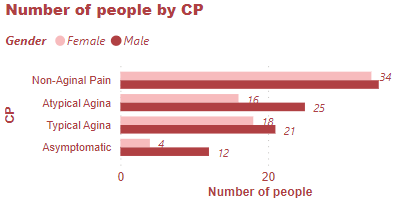 Number of people by CP
Gender Female Male
CP
Non-Aginal Pain 34
Atypical Agina 16 25
Typical Agina 18 21
Asymptomatic 4 12
0 20
Number of people